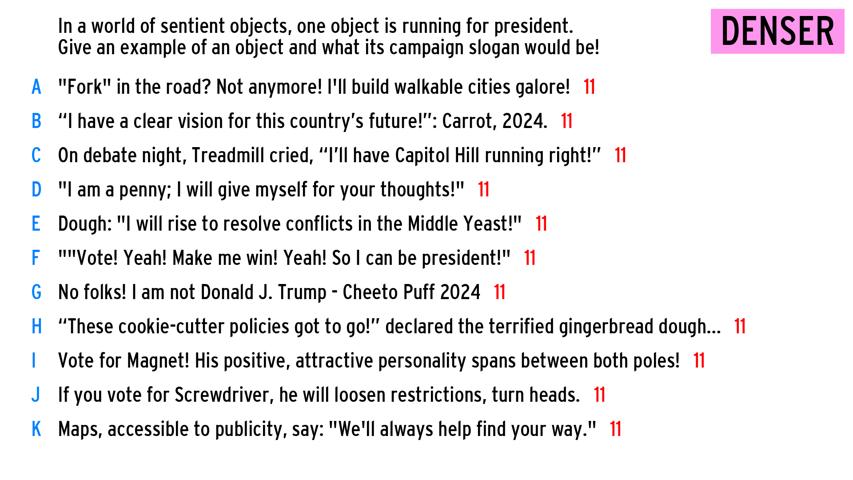 In a world of sentient objects, one object is running for president.
Give an example of an object and what its campaign slogan would be!
DENSER
A "Fork" in the road? Not anymore! I'll build walkable cities galore! 11
B “I have a clear vision for this country’s future!”: Carrot, 2024. 11
C On debate night, Treadmill cried, “I’ll have Capitol Hill running right!” 11
D "I am a penny; I will give myself for your thoughts!" 11
E Dough: "I will rise to resolve conflicts in the Middle Yeast!" 11
F ""Vote! Yeah! Make me win! Yeah! So I can be president!" 11
G No folks! I am not Donald J. Trump - Cheeto Puff 2024 11
H “These cookie-cutter policies got to go!” declared the terrified gingerbread dough... 11
I Vote for Magnet! His positive, attractive personality spans between both poles! 11
J If you vote for Screwdriver, he will loosen restrictions, turn heads. 11
K Maps, accessible to publicity, say: "We'll always help find your way." 11